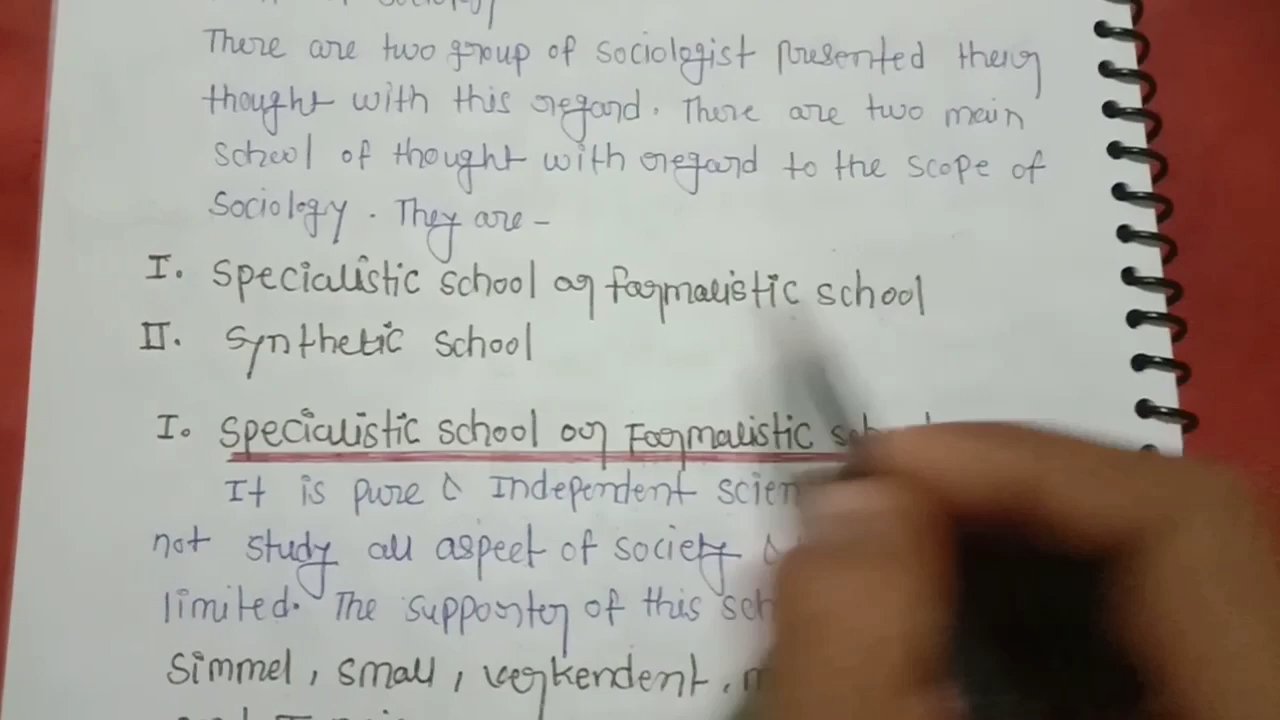 There are two group of sociologist presented their
thought with this regard. There are two main
school of thought with regard to the scope of
Sociology. They are -
I. Specialistic school or formalistic school
II. Synthetic School
I. Specialistic school or Formalistic
It is pure & Independent
not study all aspect of society &
limited. The supporter of this
Simmel, small, verkendent,